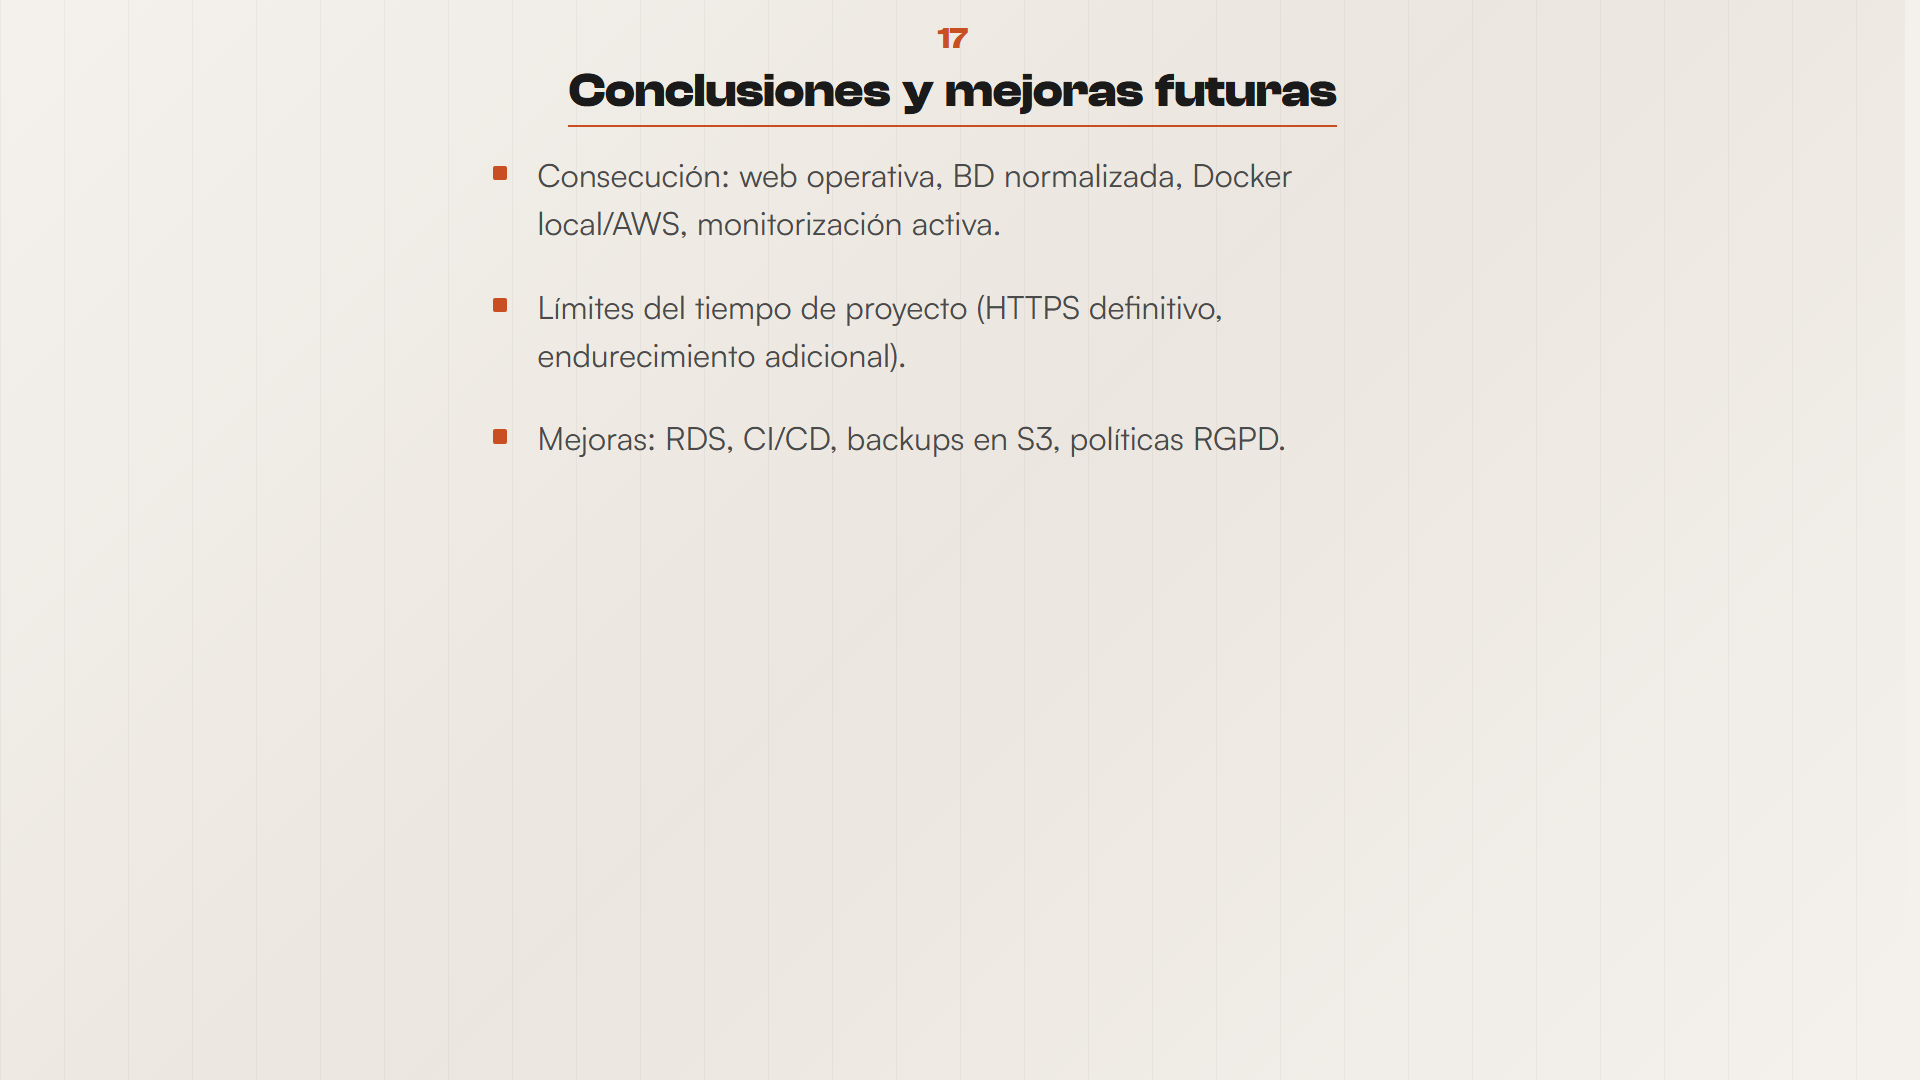 17
Conclusiones y mejoras futuras
Consecución: web operativa, BD normalizada, Docker
local/AWS, monitorización activa.
Límites del tiempo de proyecto (HTTPS definitivo,
endurecimiento adicional).
Mejoras: RDS, CI/CD, backups en S3, políticas RGPD.